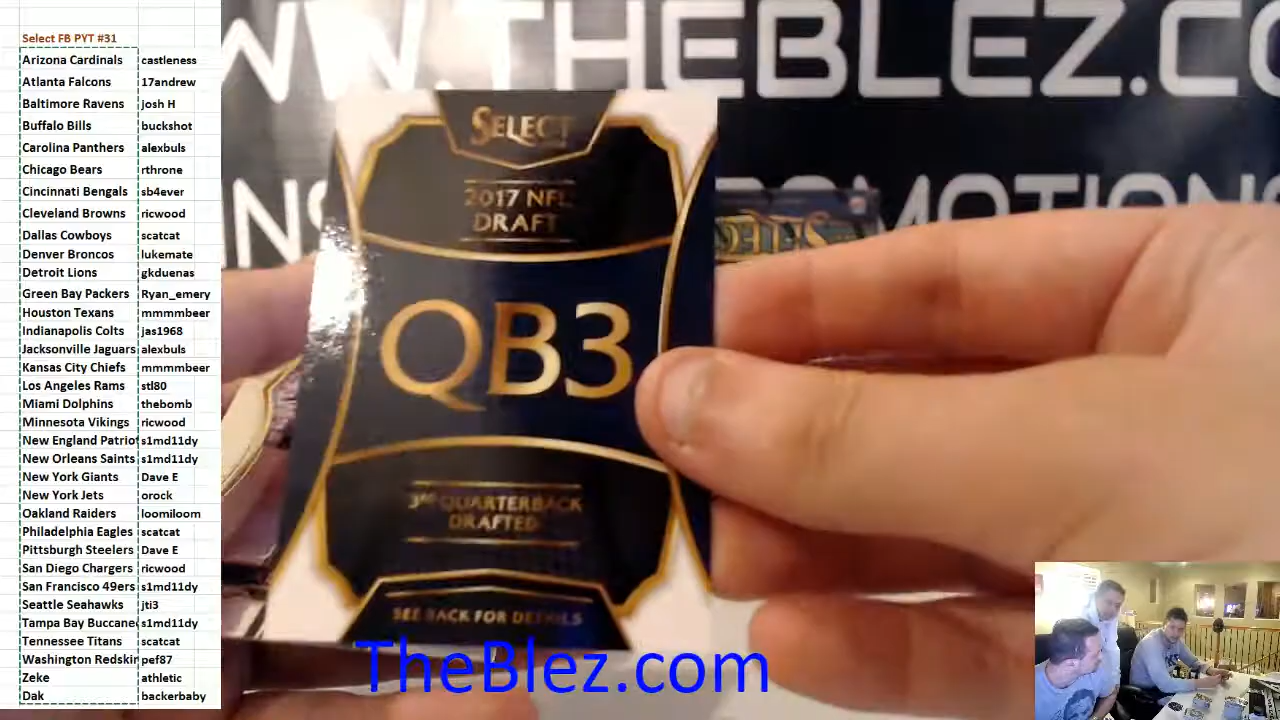 Select FB PYT #31
Arizona Cardinals castleness
Atlanta Falcons 17andrew
Baltimore Ravens josh H
Buffalo Bills buckshot
Carolina Panthers alexbuls
Chicago Bears rthrone
Cincinnati Bengals sb4ever
Cleveland Browns ricwood
Dallas Cowboys scatcat
Denver Broncos lukemate
Detroit Lions gkduenas
Green Bay Packers Ryan_emery
Houston Texans mmmmbeer
Indianapolis Colts jas1968
Jacksonville Jaguars alexbuls
Kansas City Chiefs mmmmbeer
Los Angeles Rams stl80
Miami Dolphins thebomb
Minnesota Vikings ricwood
New England Patriot s1md11dy
New Orleans Saints s1md11dy
New York Giants Dave E
New York Jets orock
Oakland Raiders loomiloom
Philadelphia Eagles scatcat
Pittsburgh Steelers Dave E
San Diego Chargers ricwood
San Francisco 49ers s1md11dy
Seattle Seahawks jti3
Tampa Bay Buccane s1md11dy
Tennessee Titans scatcat
Washington Redskin pef87
Zeke athletic
Dak backerbaby
WWW.THEBLEZ.CO
SELECT
2017 NFL
DRAFT
QB3
3RD QUARTERBACK
DRAFTED
SEE BACK FOR DETAILS
TheBlez.com